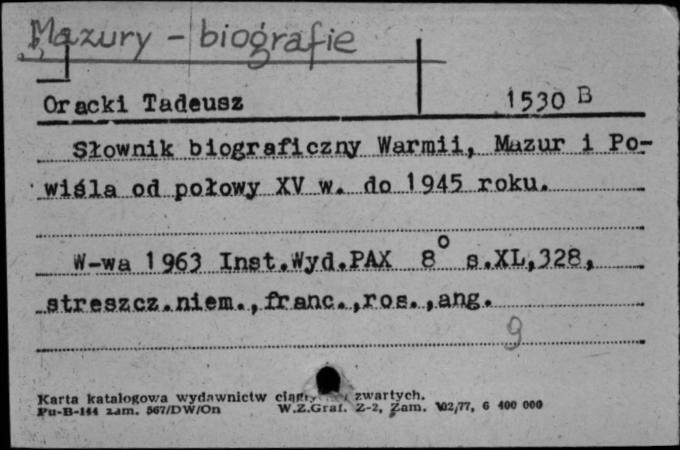 Mazury - biografie
Oracki Tadeusz 1530 B
Słownik biograficzny Warmii, Mazur i Po-
wiśla od połowy XV w. do 1945 roku.
W-wa 1963 Inst.Wyd.PAX 8° s.XL,328,
streszcz.niem.,franc.,ros.,ang.
9
Karta katalogowa wydawnictw zwartych.
Pu-B-144 zam. 567/DW/On W.Z.Graf. Z-2, Zam. 102/77, 6 400 000